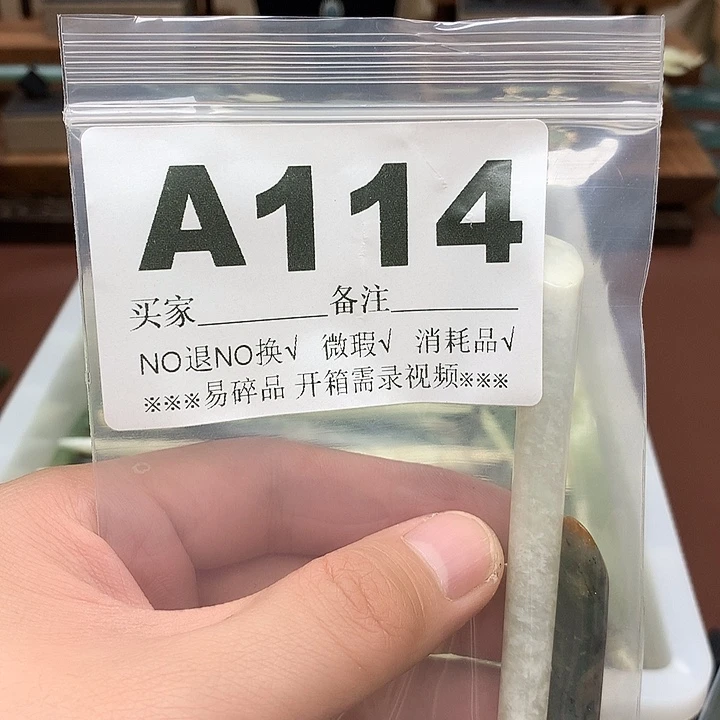 A114
买家________备注________
NO退NO换√ 微瑕√ 消耗品√
※※※易碎品 开箱需录视频※※※